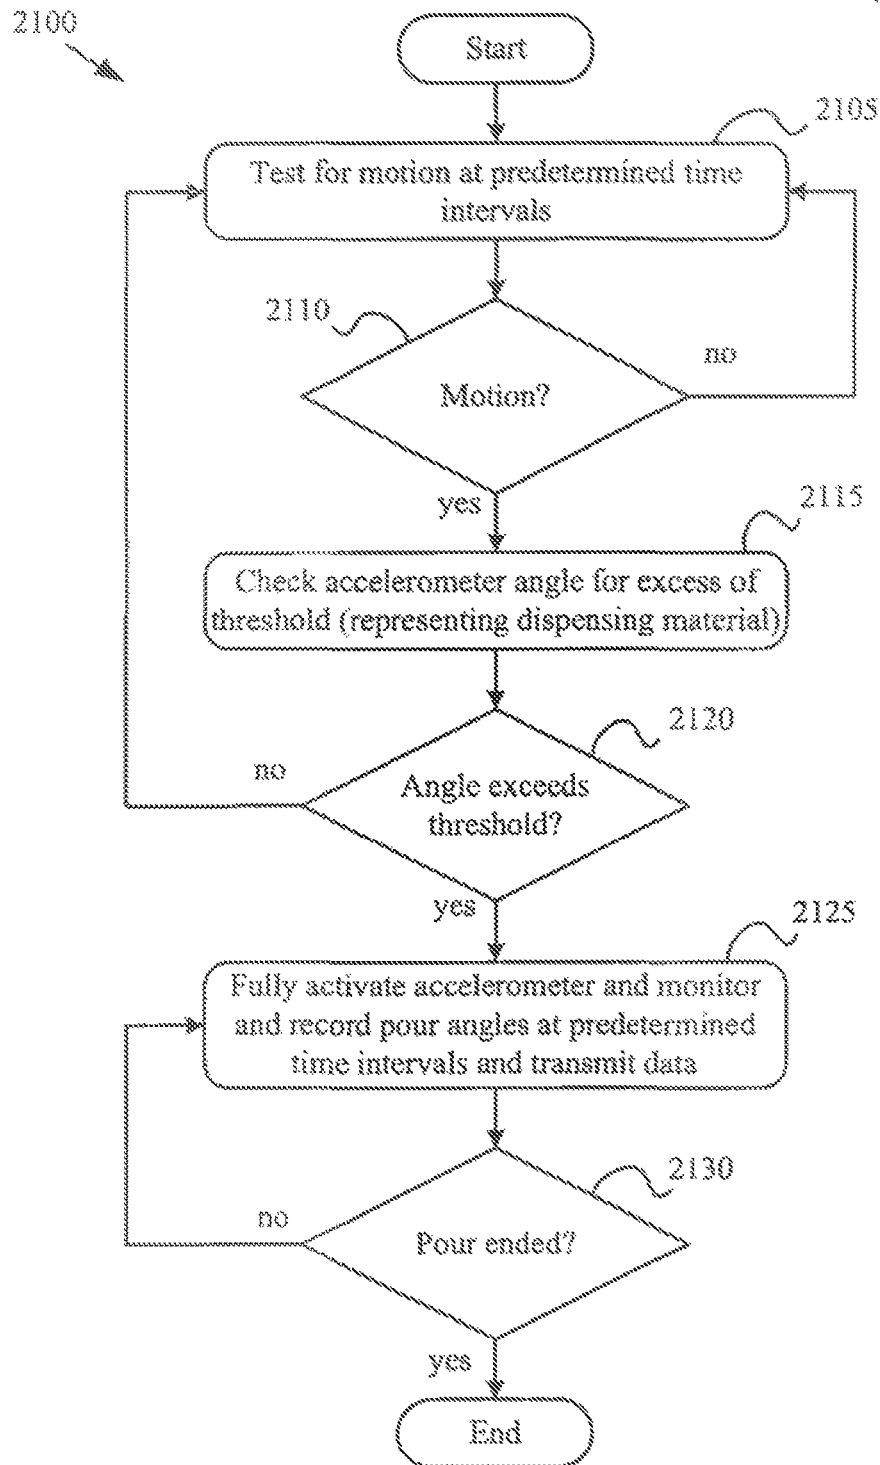 2100
Start
2105
Test for motion at predetermined time
intervals
2110
no
Motion?
yes
2115
Check accelerometer angle for excess of
threshold (representing dispensing material)
2120
no
Angle exceeds
threshold?
yes
2125
Fully activate accelerometer and monitor
and record pour angles at predetermined
time intervals and transmit data
2130
no
Pour ended?
yes
End